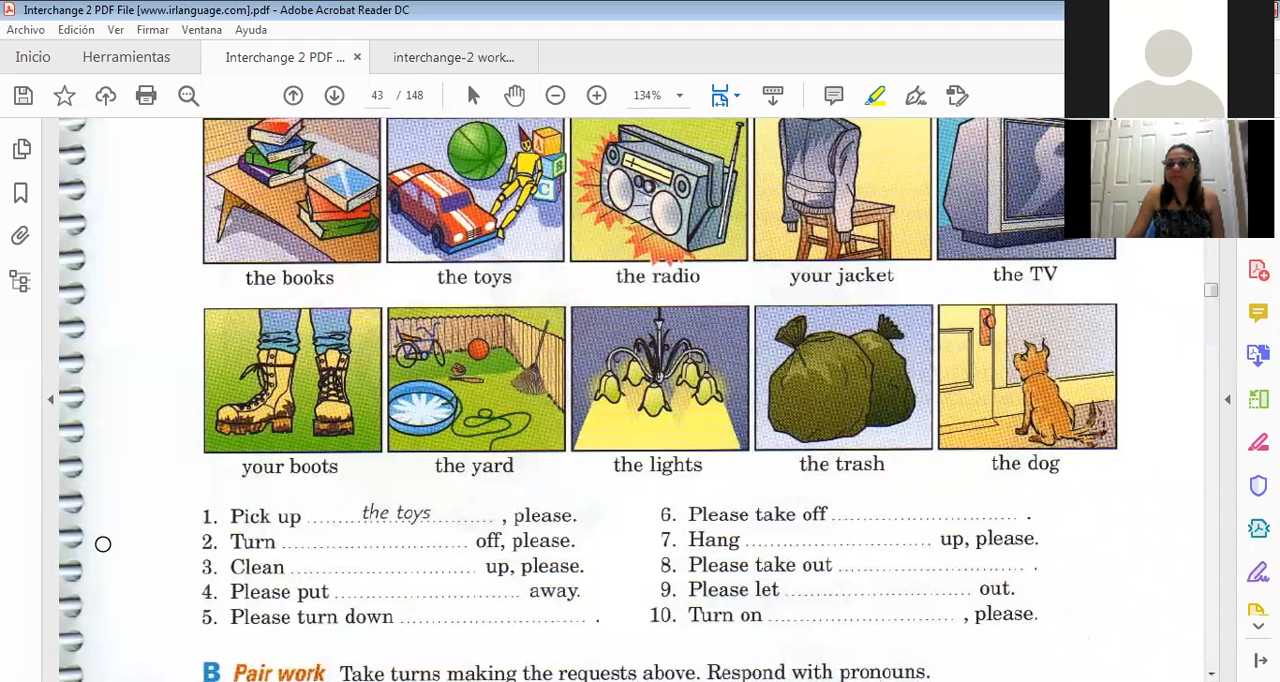 Interchange 2 PDF File [www.irlanguage.com].pdf - Adobe Acrobat Reader DC
Archivo Edición Ver Firmar Ventana Ayuda
Inicio Herramientas Interchange 2 PDF ... × interchange-2 work...
43 / 148 134%
the books the toys the radio your jacket the TV
your boots the yard the lights the trash the dog
1. Pick up the toys , please.
2. Turn off, please.
3. Clean up, please.
4. Please put away.
5. Please turn down .
6. Please take off .
7. Hang up, please.
8. Please take out .
9. Please let out.
10. Turn on , please.
B Pair work Take turns making the requests above. Respond with pronouns.